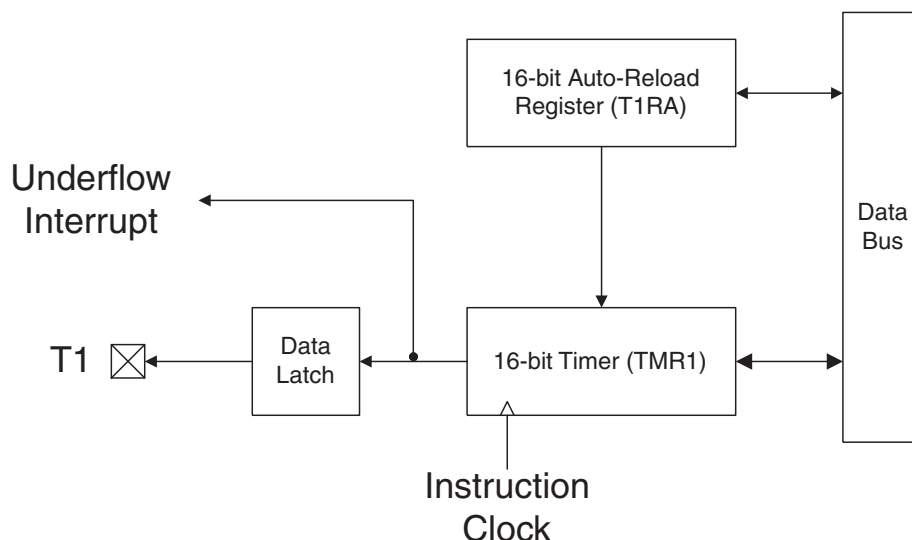 16-bit Auto-Reload
Register (T1RA)
Underflow
Interrupt
Data
Bus
T1
Data
Latch
16-bit Timer (TMR1)
Instruction
Clock